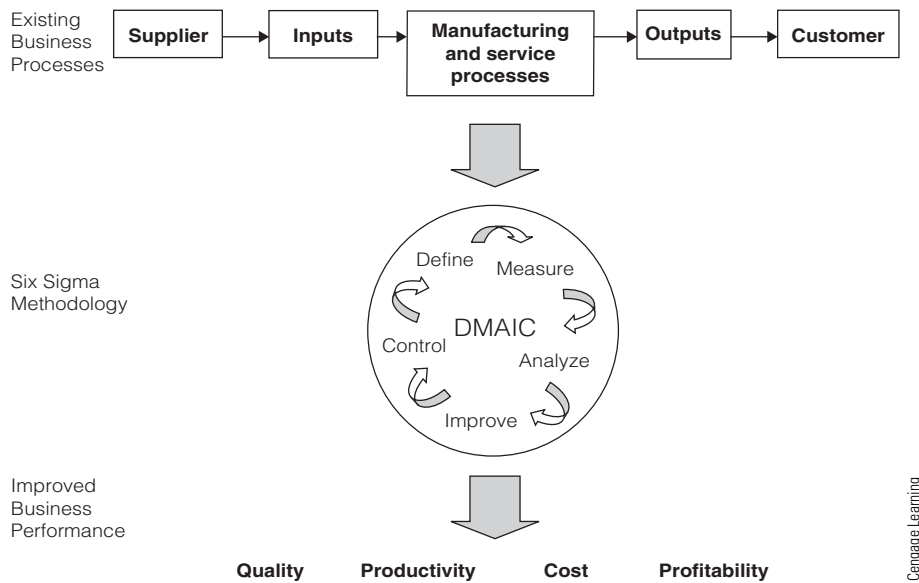 Existing
Business
Processes
Supplier
Inputs
Manufacturing
and service
processes
Outputs
Customer
Six Sigma
Methodology
Define
Measure
DMAIC
Control
Analyze
Improve
Improved
Business
Performance
Quality Productivity Cost Profitability
Cengage Learning